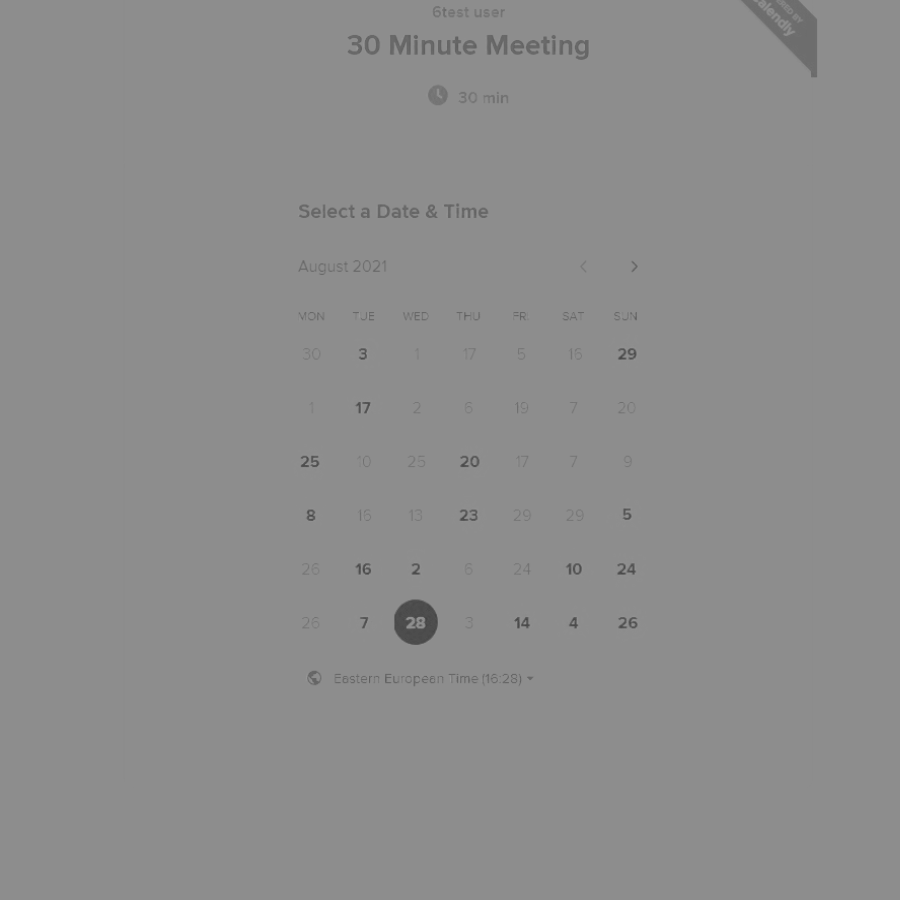 6test user
30 Minute Meeting
30 min
Select a Date & Time
August 2021
MON TUE WED THU FRI SAT SUN
30 3 1 17 5 16 29
1 17 2 6 19 7 20
25 10 25 20 17 7 9
8 16 13 23 29 29 5
26 16 2 6 24 10 24
26 7 28 3 14 4 26
Eastern European Time (16:28)